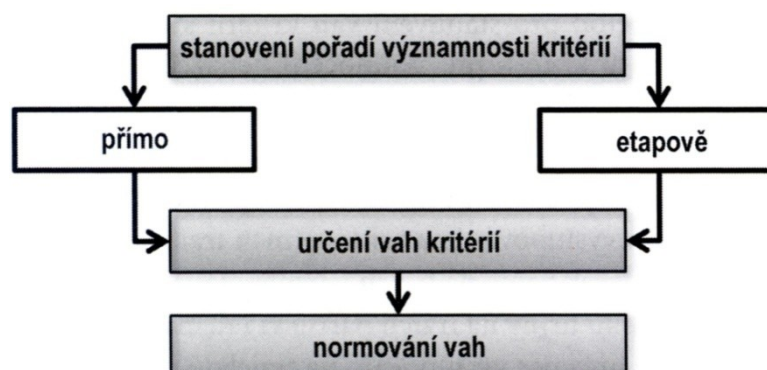 stanovení pořadí významnosti kritérií
přímo
etapově
určení vah kritérií
normování vah